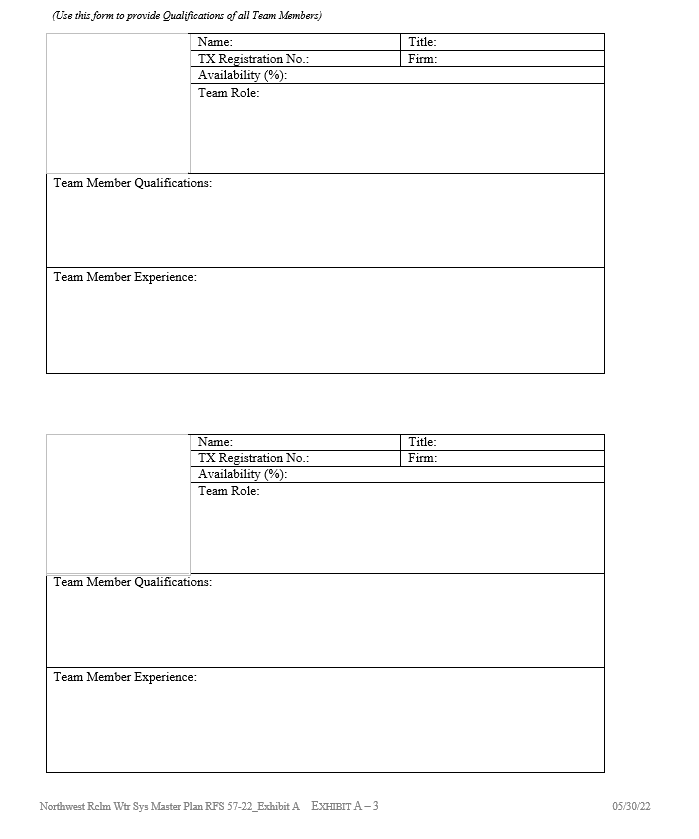 (Use this form to provide Qualifications of all Team Members)
Name: Title:
TX Registration No.: Firm:
Availability (%):
Team Role:
Team Member Qualifications:
Team Member Experience:
Name: Title:
TX Registration No.: Firm:
Availability (%):
Team Role:
Team Member Qualifications:
Team Member Experience:
Northwest Rclm Wtr Sys Master Plan RFS 57-22_Exhibit A EXHIBIT A – 3 05/30/22